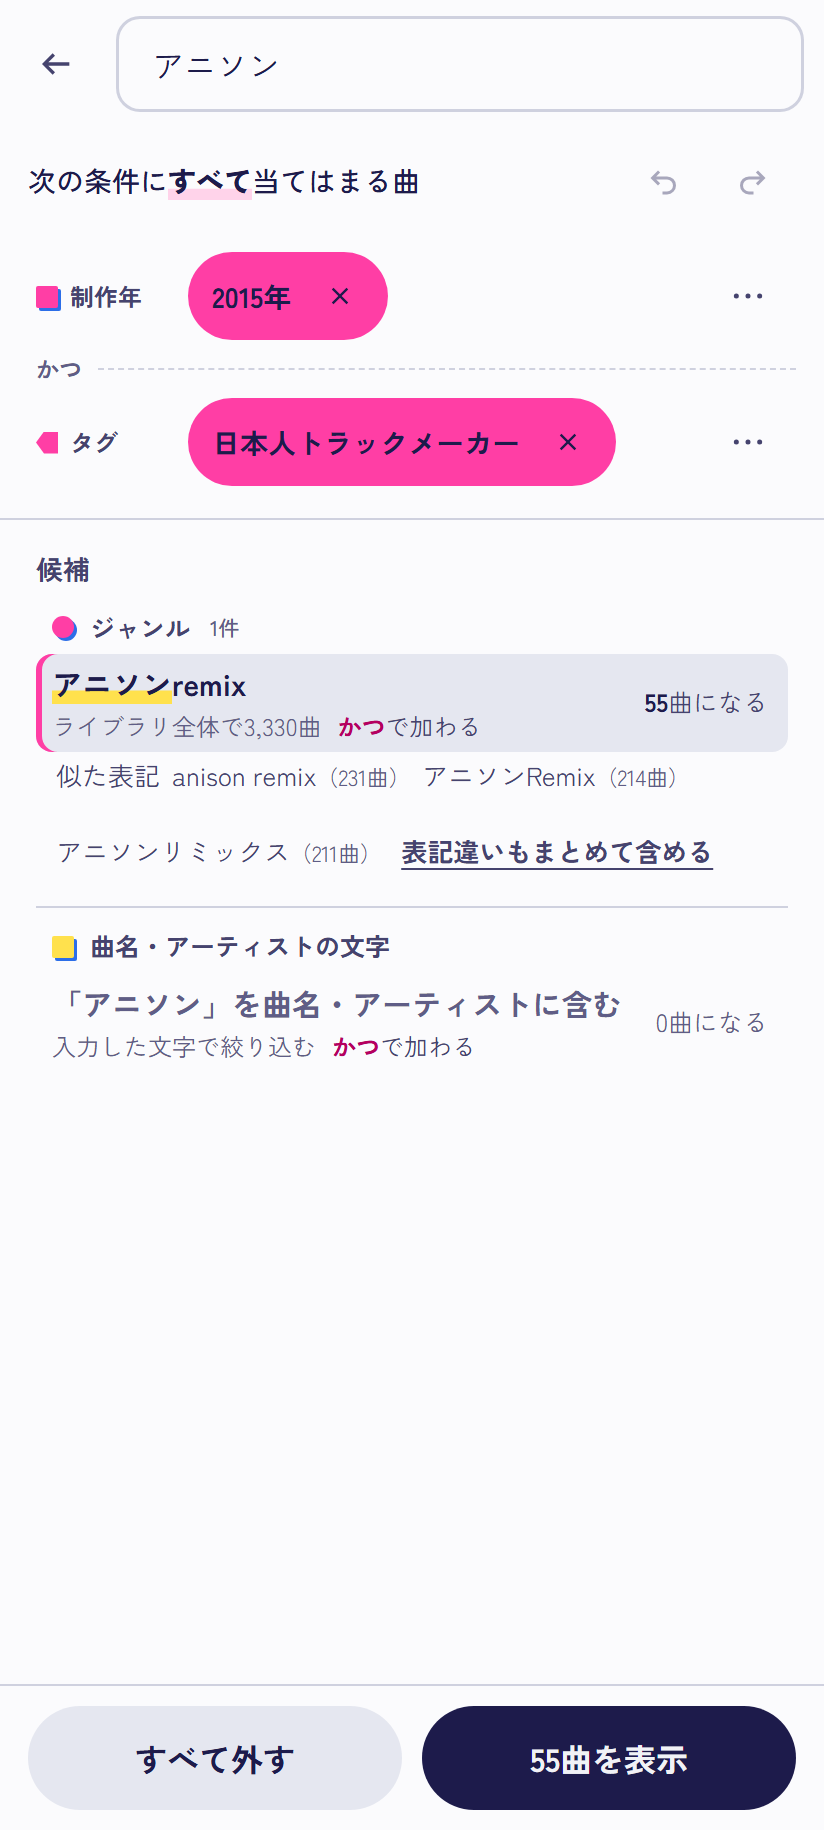 アニソン
次の条件にすべて当てはまる曲
制作年 2015年 ×
かつ
タグ 日本人トラックメーカー ×
候補
ジャンル 1件
アニソンremix
55曲になる
ライブラリ全体で3,330曲 かつで加わる
似た表記 anison remix（231曲） アニソンRemix（214曲）
アニソンリミックス（211曲） 表記違いもまとめて含める
曲名・アーティストの文字
「アニソン」を曲名・アーティストに含む
0曲になる
入力した文字で絞り込む かつで加わる
すべて外す 55曲を表示